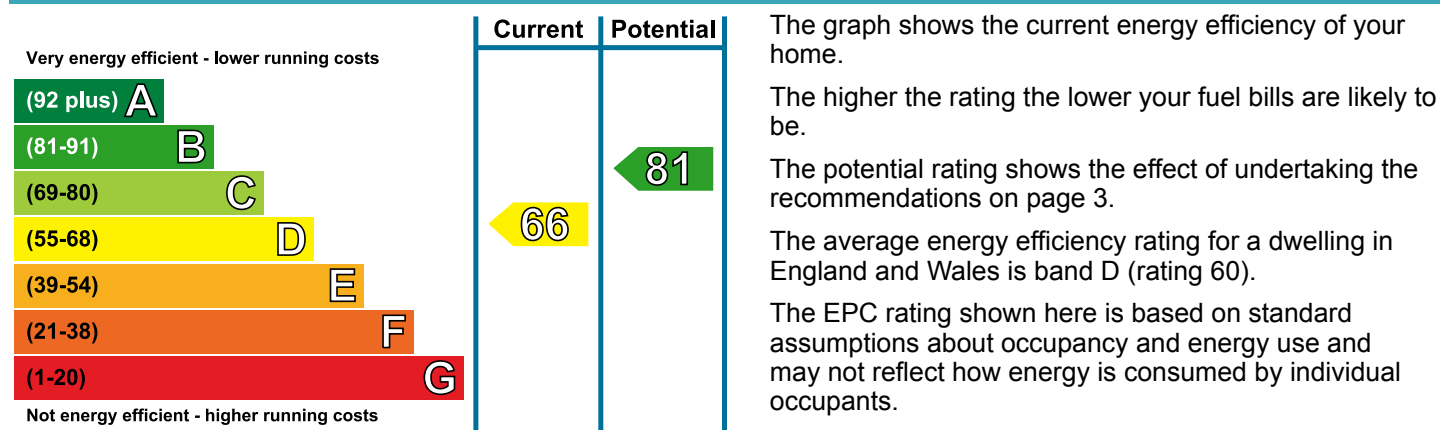 Current Potential
Very energy efficient - lower running costs
(92 plus) A
(81-91) B
(69-80) C
(55-68) D
(39-54) E
(21-38) F
(1-20) G
Not energy efficient - higher running costs
66
81
The graph shows the current energy efficiency of your
home.
The higher the rating the lower your fuel bills are likely to
be.
The potential rating shows the effect of undertaking the
recommendations on page 3.
The average energy efficiency rating for a dwelling in
England and Wales is band D (rating 60).
The EPC rating shown here is based on standard
assumptions about occupancy and energy use and
may not reflect how energy is consumed by individual
occupants.